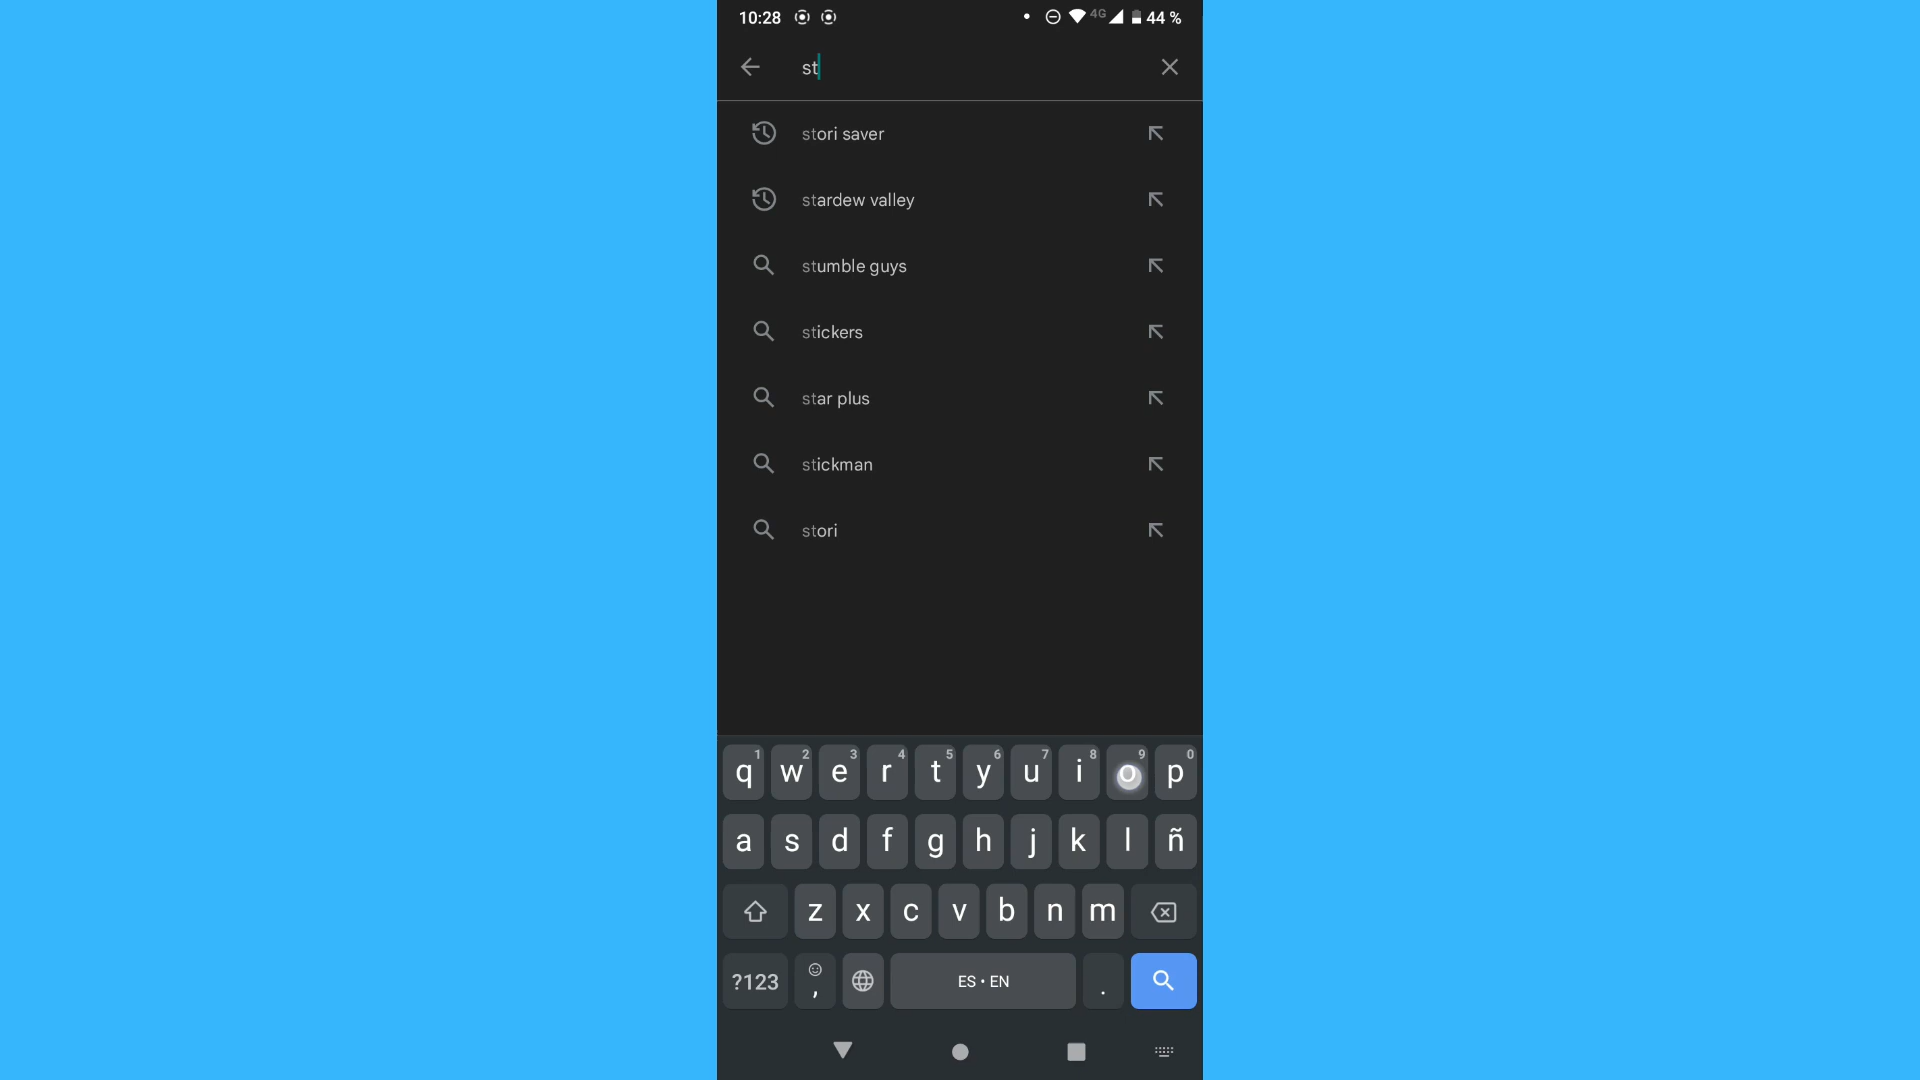 10:28 4G 44 %
st
stori saver
stardew valley
stumble guys
stickers
star plus
stickman
stori
1 2 3 4 5 6 7 8 9 0
q w e r t y u i o p
a s d f g h j k l ñ
z x c v b n m
?123 , ES • EN .